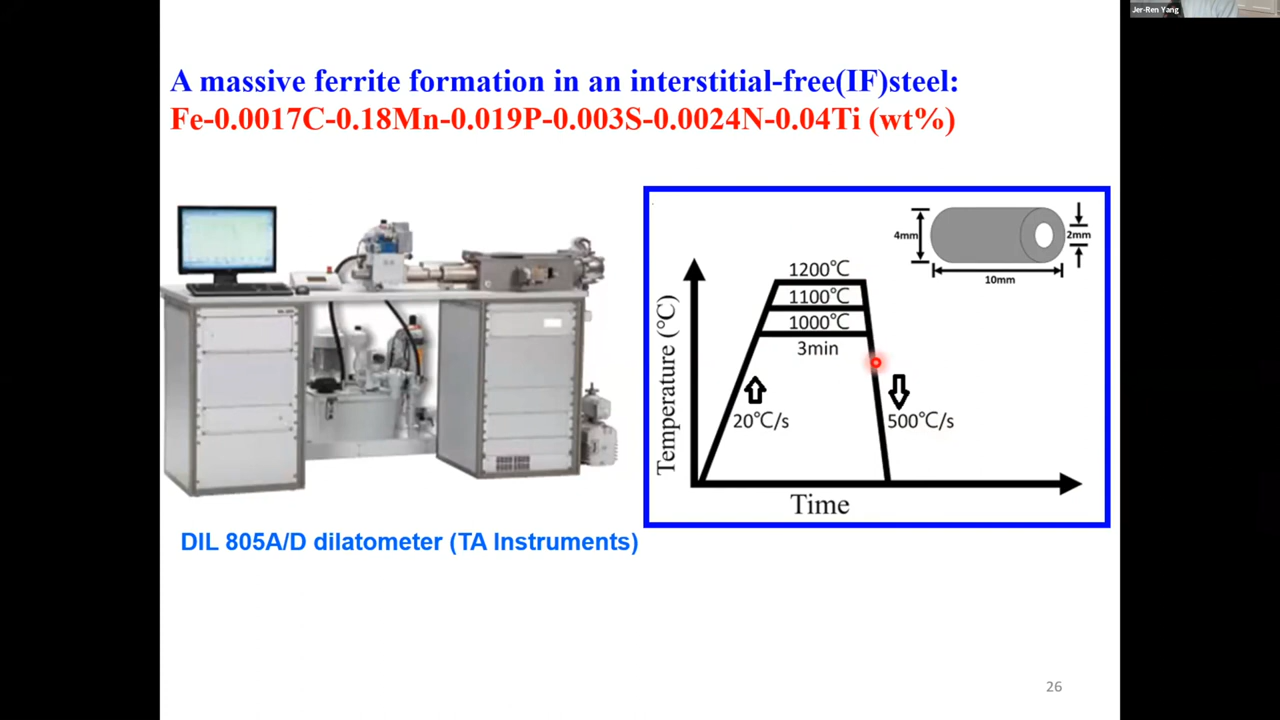 Jer-Ren Yang
A massive ferrite formation in an interstitial-free(IF)steel:
Fe-0.0017C-0.18Mn-0.019P-0.003S-0.0024N-0.04Ti (wt%)
4mm
2mm
10mm
1200℃
1100℃
1000℃
3min
20℃/s
500℃/s
Temperature (℃)
Time
DIL 805A/D dilatometer (TA Instruments)
26